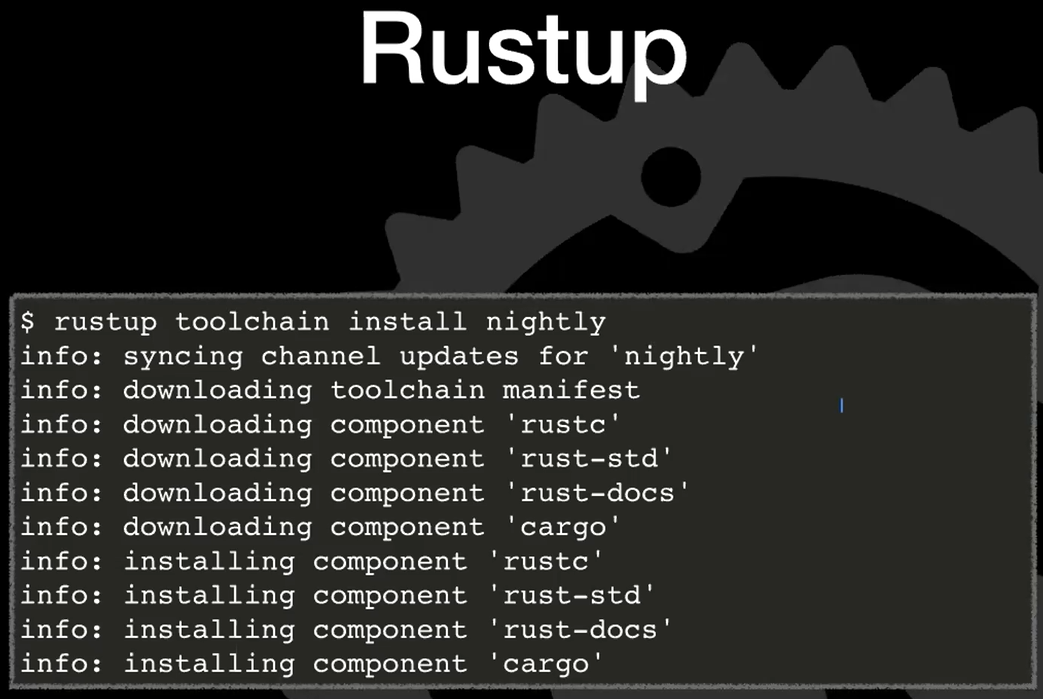 Rustup
$ rustup toolchain install nightly
info: syncing channel updates for 'nightly'
info: downloading toolchain manifest
info: downloading component 'rustc'
info: downloading component 'rust-std'
info: downloading component 'rust-docs'
info: downloading component 'cargo'
info: installing component 'rustc'
info: installing component 'rust-std'
info: installing component 'rust-docs'
info: installing component 'cargo'